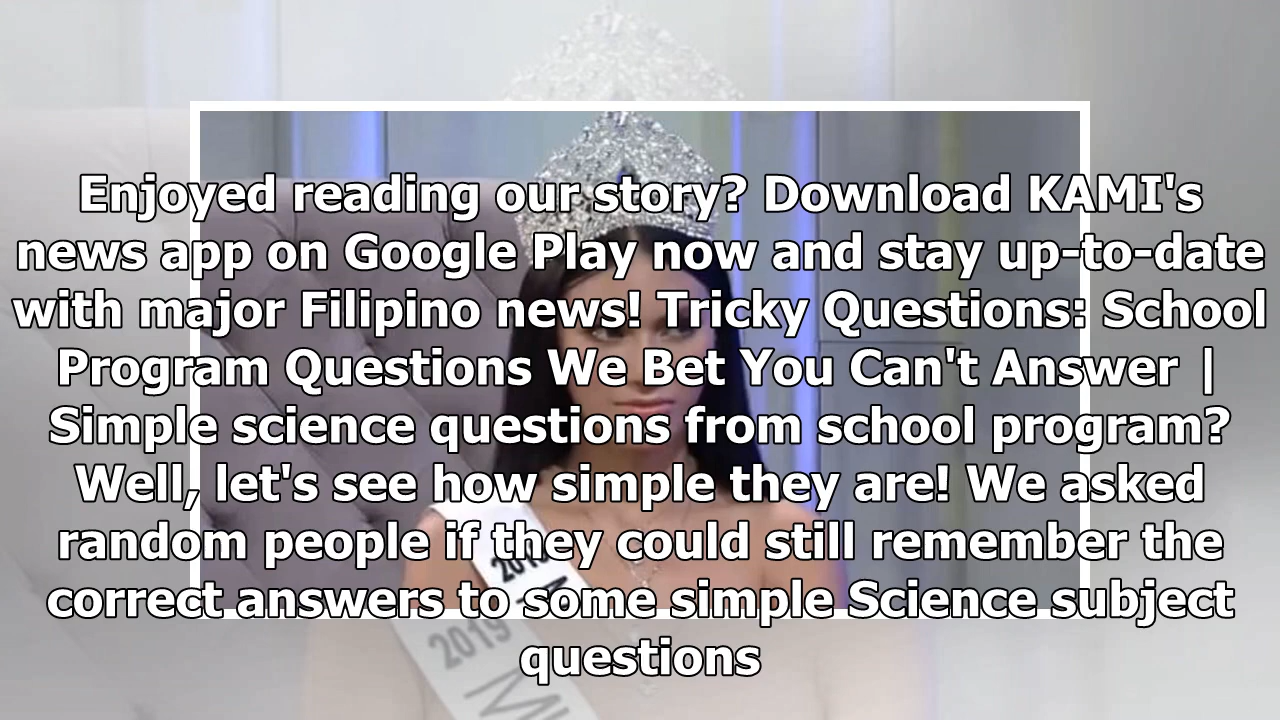 Enjoyed reading our story? Download KAMI's
news app on Google Play now and stay up-to-date
with major Filipino news! Tricky Questions: School
Program Questions We Bet You Can't Answer |
Simple science questions from school program?
Well, let's see how simple they are! We asked
random people if they could still remember the
correct answers to some simple Science subject
questions
2019